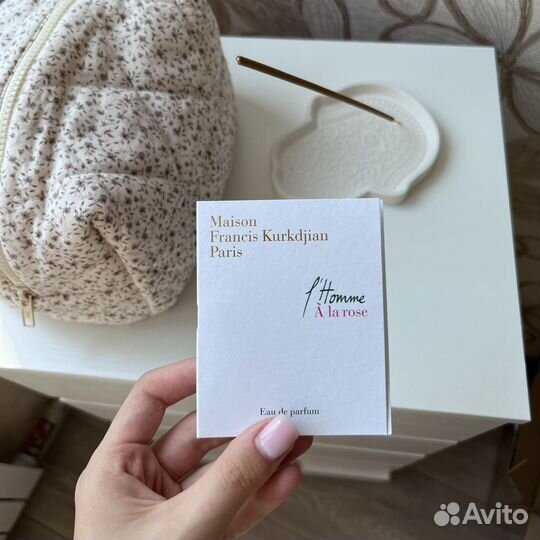 Maison
Francis Kurkdjian
Paris
l'Homme
À la rose
Eau de parfum
Avito